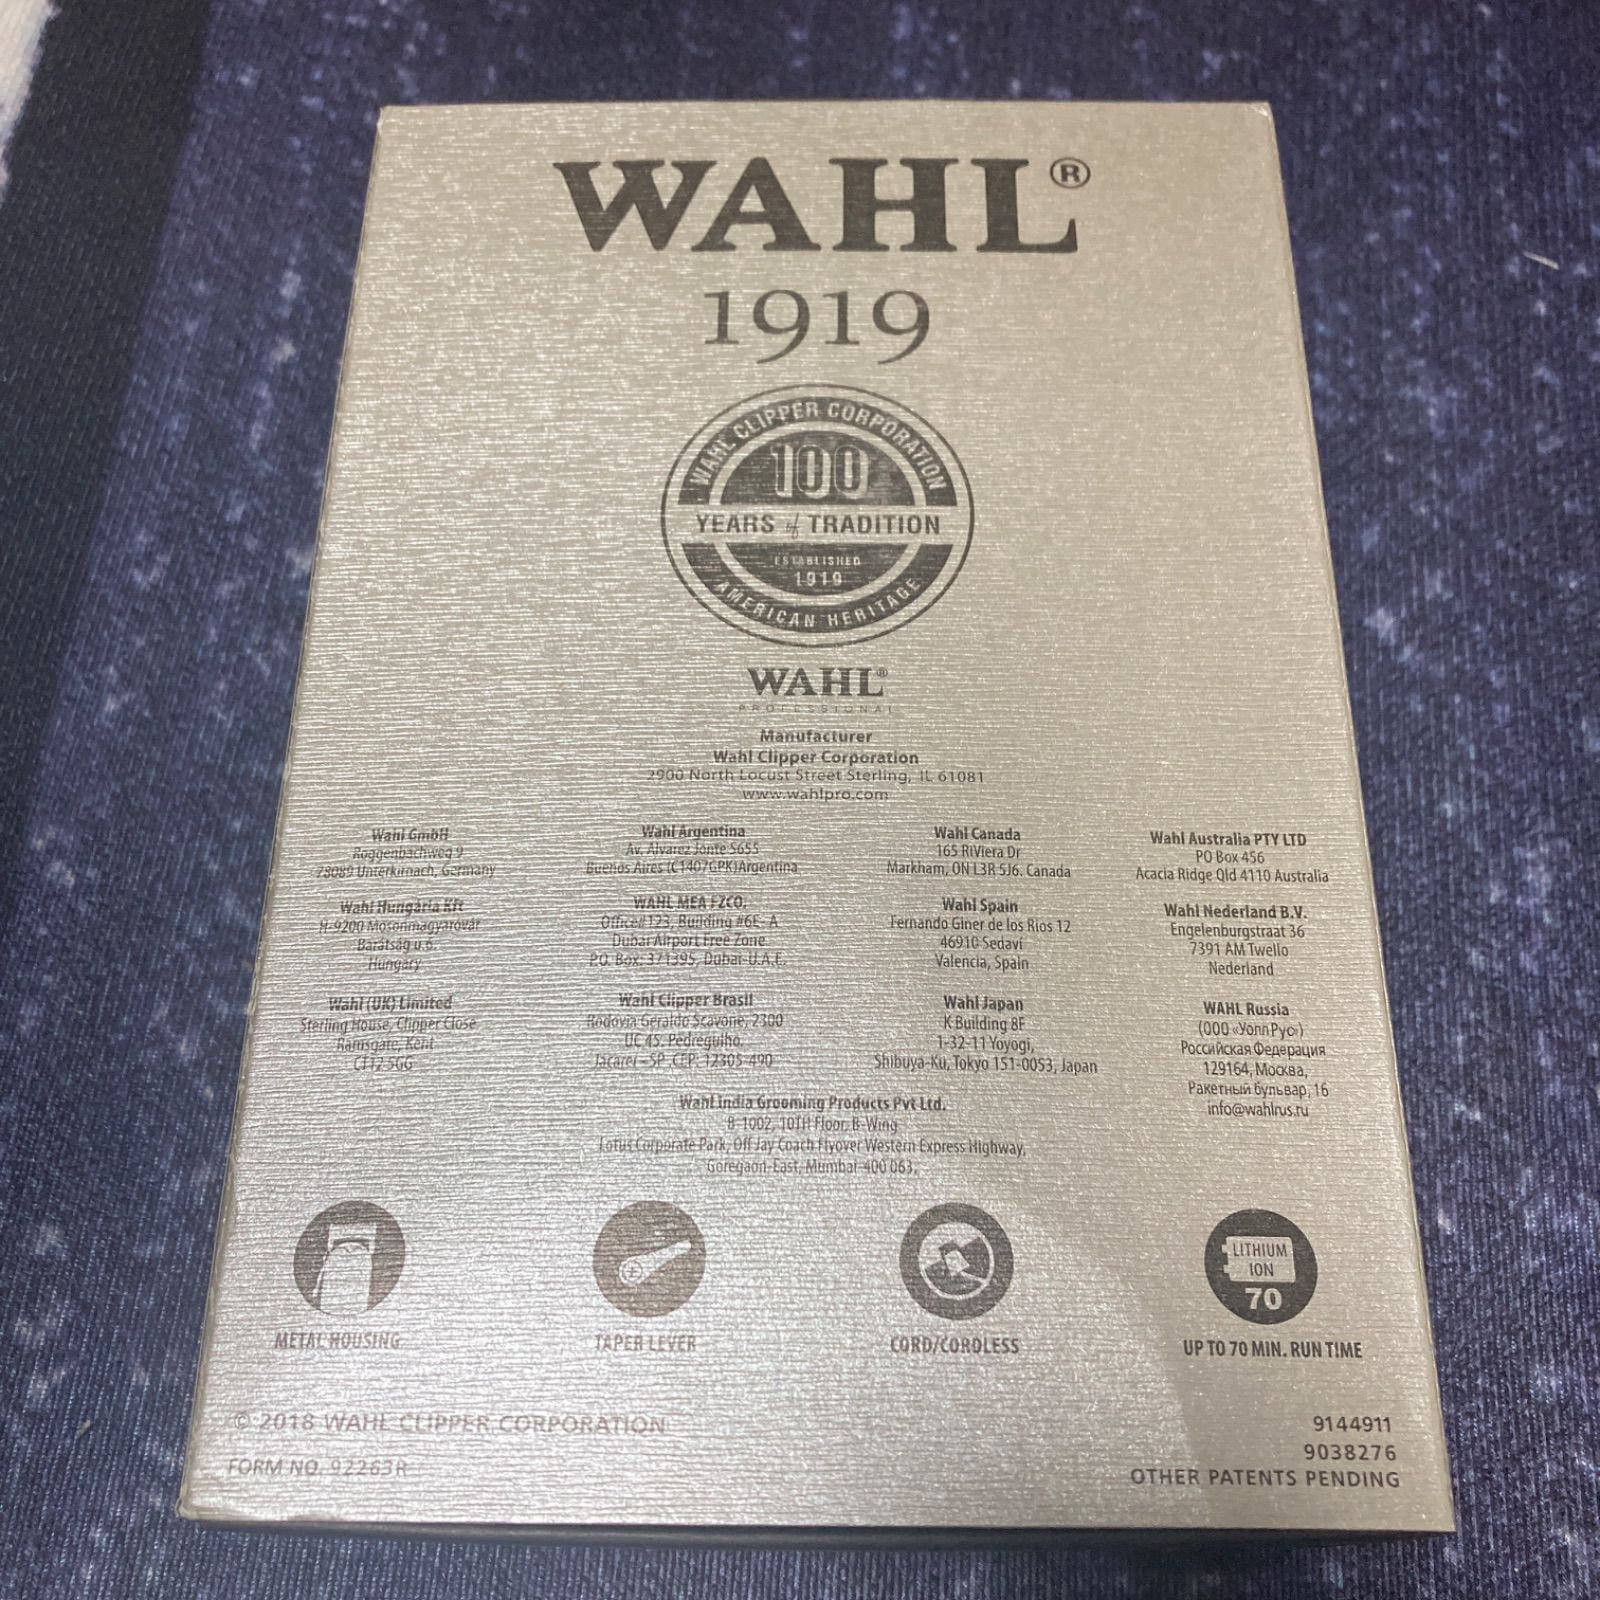 WAHL®
1919
WAHL CLIPPER CORPORATION
100
YEARS of TRADITION
ESTABLISHED
1919
AMERICAN HERITAGE
WAHL®
PROFESSIONAL
Manufacturer
Wahl Clipper Corporation
2900 North Locust Street Sterling, IL 61081
www.wahlpro.com
Wahl GmbH
Roggenbachweg 9
78089 Unterkirnach, Germany
Wahl Argentina
Av. Alvarez Jonte 5655
Buenos Aires (C1407GPK)Argentina
Wahl Canada
165 RiViera Dr
Markham, ON L3R 5J6. Canada
Wahl Australia PTY LTD
PO Box 456
Acacia Ridge Qld 4110 Australia
Wahl Hungária Kft
H-9200 Mosonmagyaróvár
Barátság u.6.
Hungary
WAHL MEA FZCO.
Office#123, Building #6E- A
Dubai Airport Free Zone.
P.O. Box: 371395, Dubai-U.A.E.
Wahl Spain
Fernando Giner de los Rios 12
46910 Sedaví
Valencia, Spain
Wahl Nederland B.V.
Engelenburgstraat 36
7391 AM Twello
Nederland
Wahl (UK) Limited
Sterling House, Clipper Close
Ramsgate, Kent
CT12 5GG
Wahl Clipper Brasil
Rodovia Geraldo Scavone, 2300
UC 45, Pedregulho,
Jacareí –SP ,CEP. 12305-490
Wahl Japan
K Building 8F
1-32-11 Yoyogi,
Shibuya-Ku, Tokyo 151-0053, Japan
WAHL Russia
(ООО «УоллРус»)
Российская Федерация
129164, Москва,
Ракетный бульвар, 16
info@wahlrus.ru
Wahl India Grooming Products Pvt Ltd.
B-1002, 10TH Floor, B-Wing
Lotus Corporate Park, Off Jay Coach Flyover Western Express Highway,
Goregaon-East, Mumbai-400 063.
LITHIUM
ION
70
METAL HOUSING
TAPER LEVER
CORD/CORDLESS
UP TO 70 MIN. RUN TIME
© 2018 WAHL CLIPPER CORPORATION
FORM NO. 92263R
9144911
9038276
OTHER PATENTS PENDING